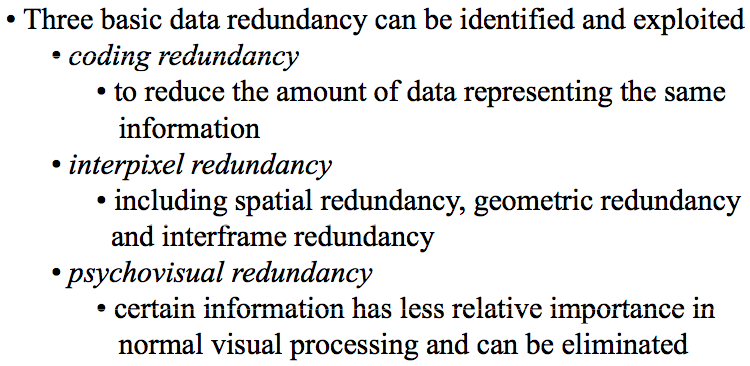 • Three basic data redundancy can be identified and exploited
• coding redundancy
• to reduce the amount of data representing the same
information
• interpixel redundancy
• including spatial redundancy, geometric redundancy
and interframe redundancy
• psychovisual redundancy
• certain information has less relative importance in
normal visual processing and can be eliminated